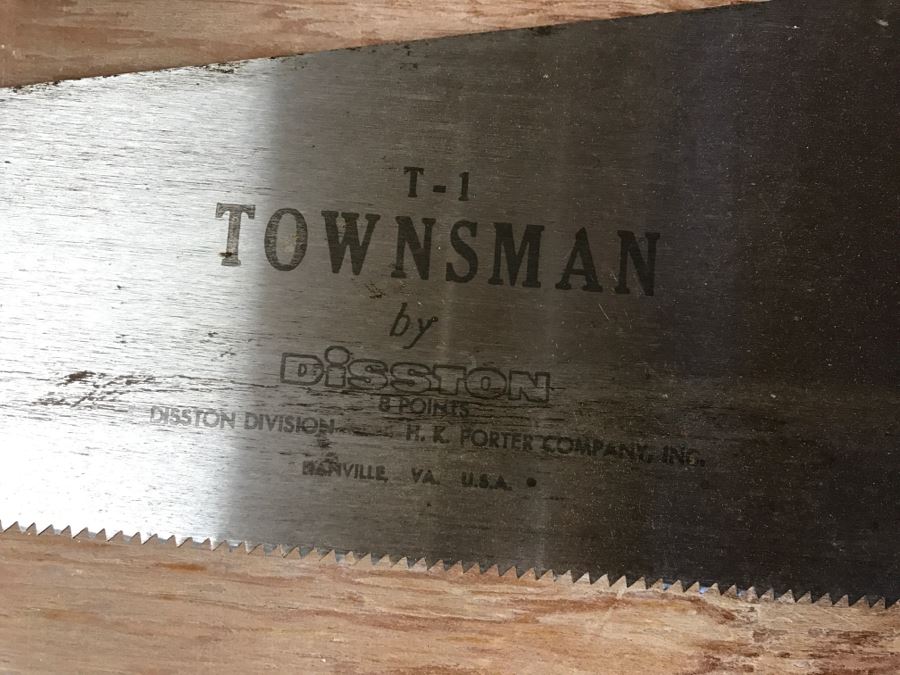 T-1
TOWNSMAN
by
DiSSTON
8 POINTS
DISSTON DIVISION H. K. PORTER COMPANY, INC.
DANVILLE, VA. U.S.A.